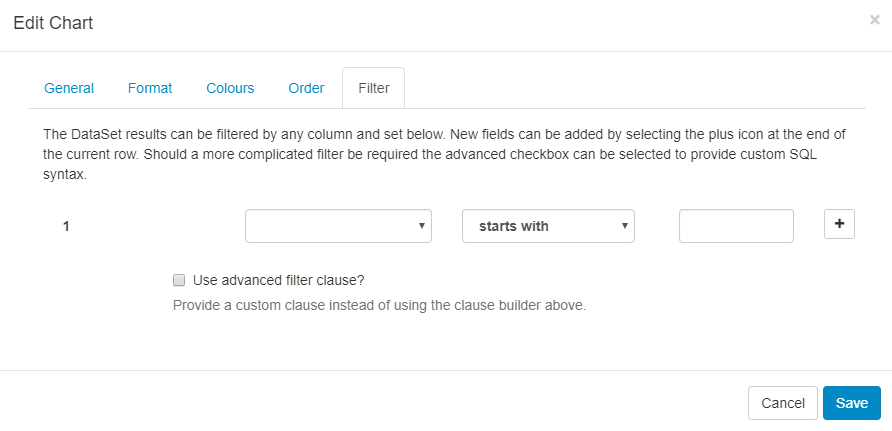 Edit Chart
×
General Format Colours Order Filter
The DataSet results can be filtered by any column and set below. New fields can be added by selecting the plus icon at the end of
the current row. Should a more complicated filter be required the advanced checkbox can be selected to provide custom SQL
syntax.
1 starts with +
Use advanced filter clause?
Provide a custom clause instead of using the clause builder above.
Cancel Save